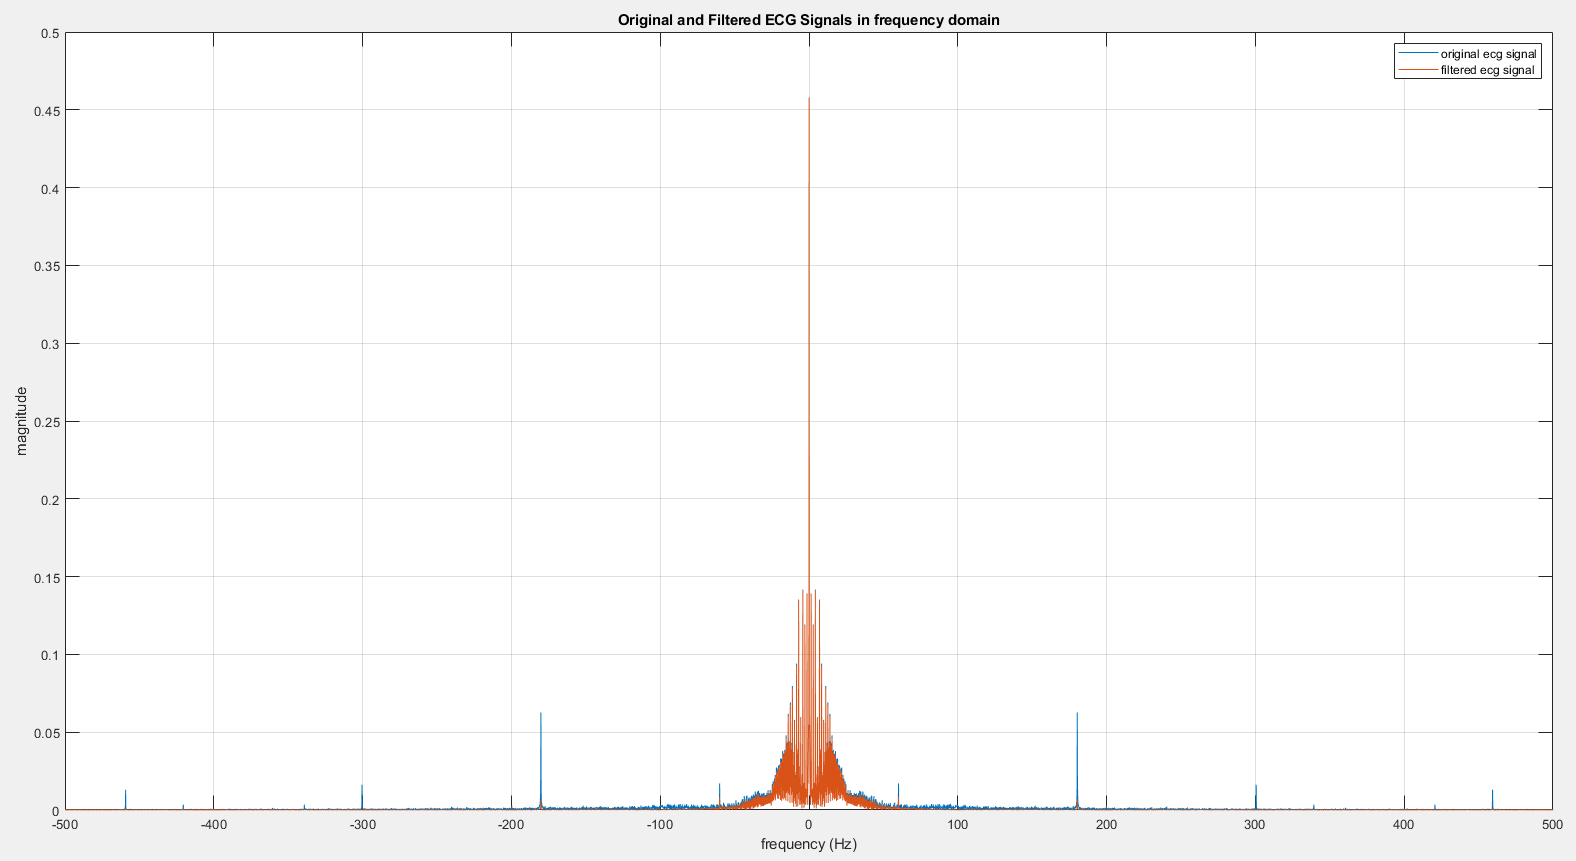 Original and Filtered ECG Signals in frequency domain
original ecg signal
filtered ecg signal
0.5
0.45
0.4
0.35
0.3
0.25
0.2
0.15
0.1
0.05
0
magnitude
-500 -400 -300 -200 -100 0 100 200 300 400 500
frequency (Hz)